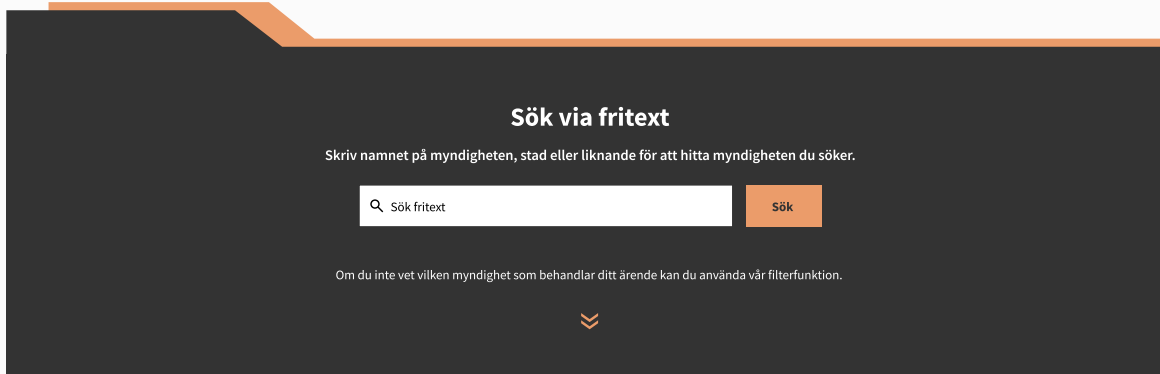 Sök via fritext
Skriv namnet på myndigheten, stad eller liknande för att hitta myndigheten du söker.
Sök fritext
Sök
Om du inte vet vilken myndighet som behandlar ditt ärende kan du använda vår filterfunktion.